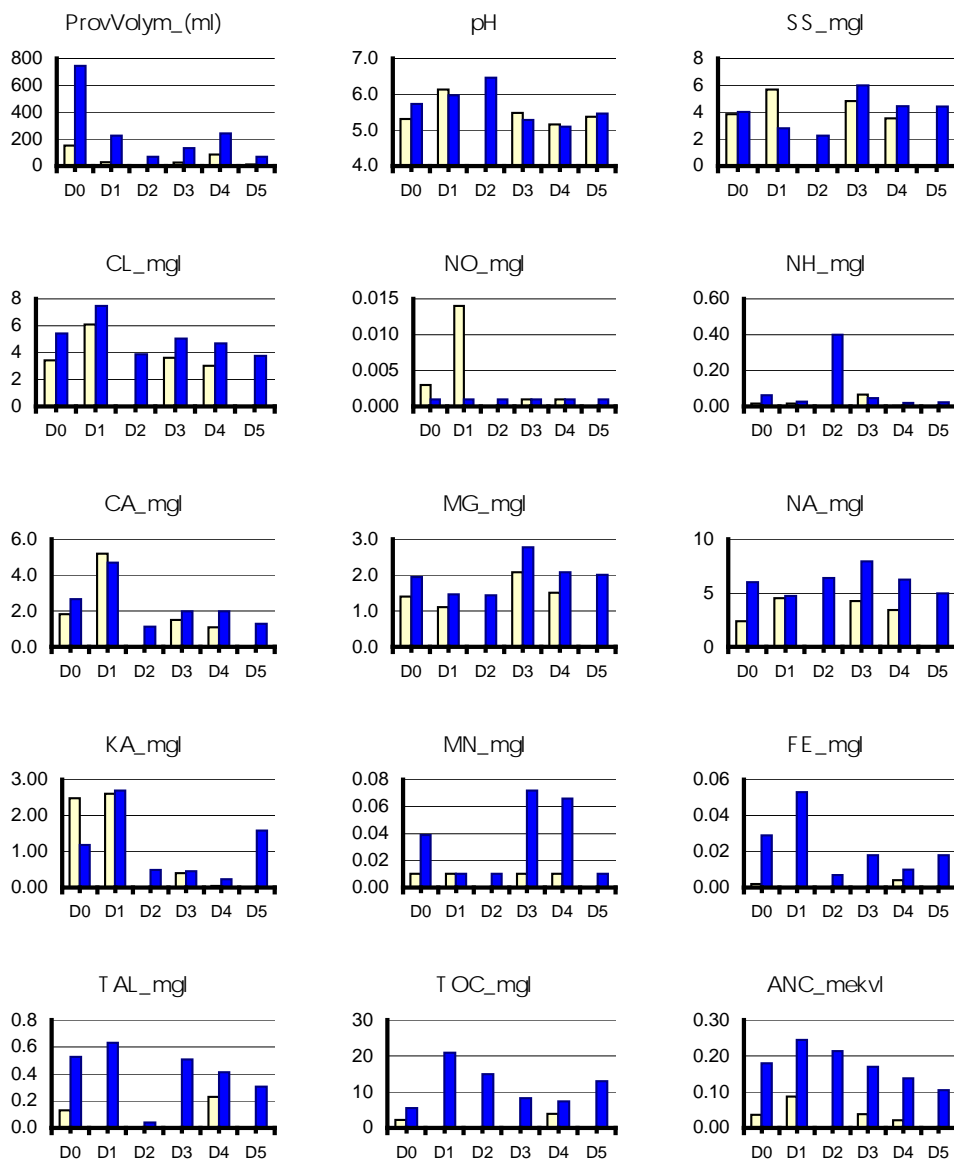 ProvVolym_(ml) pH SS_mgl
800 7.0 8
600 6.0 6
400 5.0 4
200 4.0 2
0 0
D0 D1 D2 D3 D4 D5 D0 D1 D2 D3 D4 D5 D0 D1 D2 D3 D4 D5
CL_mgl NO_mgl NH_mgl
8 0.015 0.60
6 0.010 0.40
4 0.005 0.20
2 0.000 0.00
0
D0 D1 D2 D3 D4 D5 D0 D1 D2 D3 D4 D5 D0 D1 D2 D3 D4 D5
CA_mgl MG_mgl NA_mgl
6.0 3.0 10
4.0 2.0 5
2.0 1.0 0
0.0 0.0
D0 D1 D2 D3 D4 D5 D0 D1 D2 D3 D4 D5 D0 D1 D2 D3 D4 D5
KA_mgl MN_mgl FE_mgl
3.00 0.08 0.06
2.00 0.06 0.04
1.00 0.04 0.02
0.00 0.02 0.00
0.00
D0 D1 D2 D3 D4 D5 D0 D1 D2 D3 D4 D5 D0 D1 D2 D3 D4 D5
TAL_mgl TOC_mgl ANC_mekvl
0.8 30 0.30
0.6 20 0.20
0.4 10 0.10
0.2 0 0.00
0.0
D0 D1 D2 D3 D4 D5 D0 D1 D2 D3 D4 D5 D0 D1 D2 D3 D4 D5